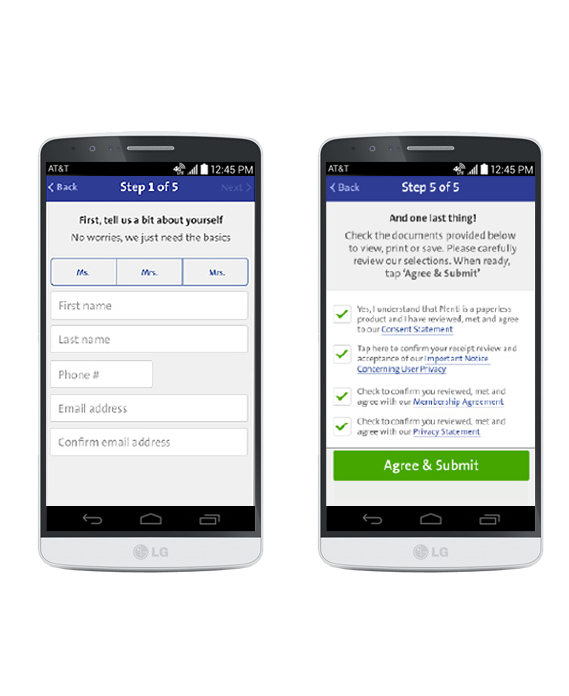 AT&T
12:45 PM
Back
Step 1 of 5
Next
First, tell us a bit about yourself
No worries, we just need the basics
Ms.
Mrs.
Mrs.
First name
Last name
Phone #
Email address
Confirm email address
LG
AT&T
12:45 PM
Back
Step 5 of 5
And one last thing!
Check the documents provided below
to view, print or save. Please carefully
review our selections. When ready,
tap ‘Agree & Submit’
Yes, I understand that Plenti is a paperless
product and I have reviewed, met and agree
to our Consent Statement
Tap here to confirm your receipt review and
acceptance of our Important Notice
Concerning User Privacy
Check to confirm you reviewed, met and
agree with our Membership Agreement
Check to confirm you reviewed, met and
agree with our Privacy Statement
Agree & Submit
LG